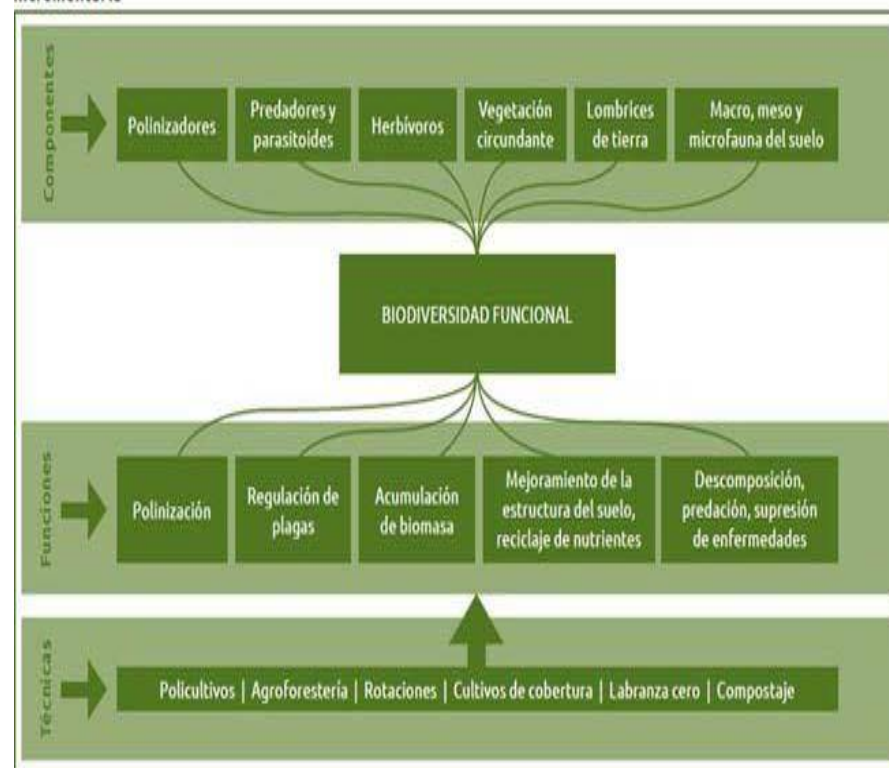 Componentes
Polinizadores
Predadores y
parasitoides
Herbívoros
Vegetación
circundante
Lombrices
de tierra
Macro, meso y
microfauna del suelo
BIODIVERSIDAD FUNCIONAL
Funciones
Polinización
Regulación de
plagas
Acumulación
de biomasa
Mejoramiento de la
estructura del suelo,
reciclaje de nutrientes
Descomposición,
predación, supresión
de enfermedades
Técnicas
Policultivos | Agroforestería | Rotaciones | Cultivos de cobertura | Labranza cero | Compostaje